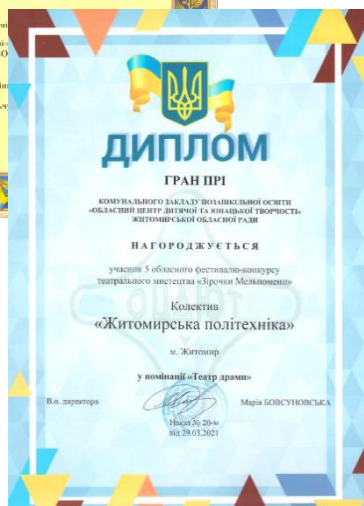 ДИПЛОМ
ГРАН ПРІ
КОМУНАЛЬНОГО ЗАКЛАДУ ПОЗАШКІЛЬНОЇ ОСВІТИ
«ОБЛАСНИЙ ЦЕНТР ДИТЯЧОЇ ТА ЮНАЦЬКОЇ ТВОРЧОСТІ»
ЖИТОМИРСЬКОЇ ОБЛАСНОЇ РАДИ
НАГОРОДЖУЄТЬСЯ
учасник 5 обласного фестивалю-конкурсу
театрального мистецтва «Зірочки Мельпомени»
Колектив
«Житомирська політехніка»
м. Житомир
у номінації «Театр драми»
В.о. директора
Марія БОВСУНОВСЬКА
Наказ № 20-м
від 29.03.2021